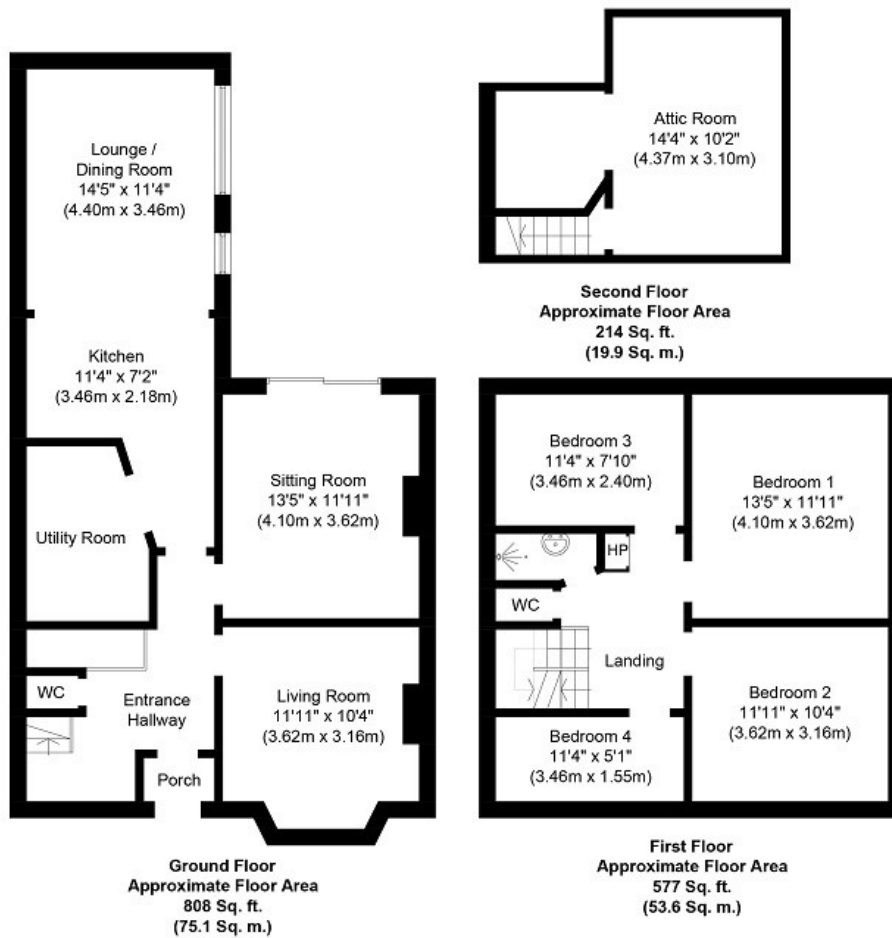 Lounge /
Dining Room
14'5" x 11'4"
(4.40m x 3.46m)
Kitchen
11'4" x 7'2"
(3.46m x 2.18m)
Utility Room
Sitting Room
13'5" x 11'11"
(4.10m x 3.62m)
WC
Entrance
Hallway
Living Room
11'11" x 10'4"
(3.62m x 3.16m)
Porch
Ground Floor
Approximate Floor Area
808 Sq. ft.
(75.1 Sq. m.)
Attic Room
14'4" x 10'2"
(4.37m x 3.10m)
Second Floor
Approximate Floor Area
214 Sq. ft.
(19.9 Sq. m.)
Bedroom 3
11'4" x 7'10"
(3.46m x 2.40m)
Bedroom 1
13'5" x 11'11"
(4.10m x 3.62m)
HP
WC
Landing
Bedroom 2
11'11" x 10'4"
(3.62m x 3.16m)
Bedroom 4
11'4" x 5'1"
(3.46m x 1.55m)
First Floor
Approximate Floor Area
577 Sq. ft.
(53.6 Sq. m.)